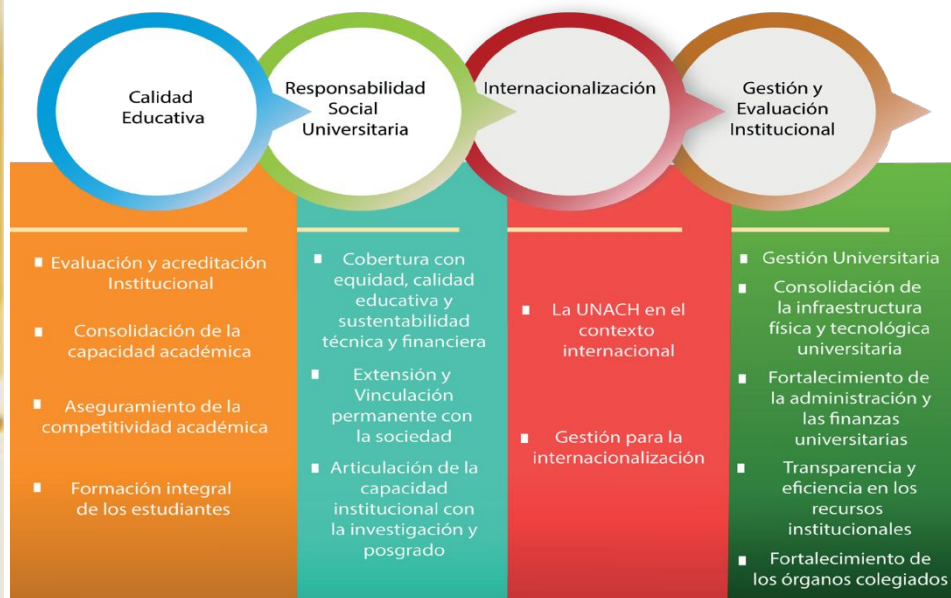 Calidad
Educativa
Responsabilidad
Social
Universitaria
Internacionalización
Gestión y
Evaluación
Institucional
Evaluación y acreditación
Institucional
Consolidación de la
capacidad académica
Aseguramiento de la
competitividad académica
Formación integral
de los estudiantes
Cobertura con
equidad, calidad
educativa y
sustentabilidad
técnica y financiera
Extensión y
Vinculación
permanente con
la sociedad
Articulación de la
capacidad
institucional con
la investigación y
posgrado
La UNACH en el
contexto
internacional
Gestión para la
internacionalización
Gestión Universitaria
Consolidación de
la infraestructura
física y tecnológica
universitaria
Fortalecimiento de
la administración y
las finanzas
universitarias
Transparencia y
eficiencia en los
recursos
institucionales
Fortalecimiento de
los órganos colegiados